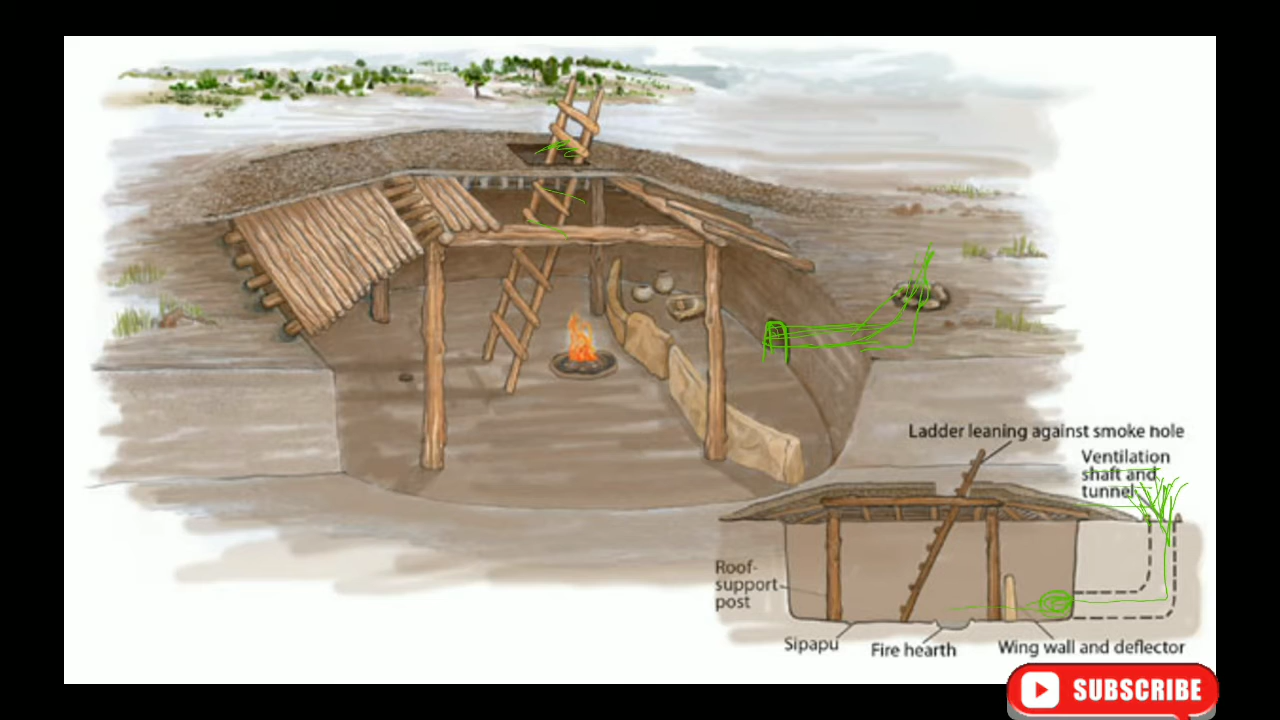 Ladder leaning against smoke hole
Ventilation
shaft and
tunnel
Roof-
support
post
Sipapu
Fire hearth
Wing wall and deflector
SUBSCRIBE